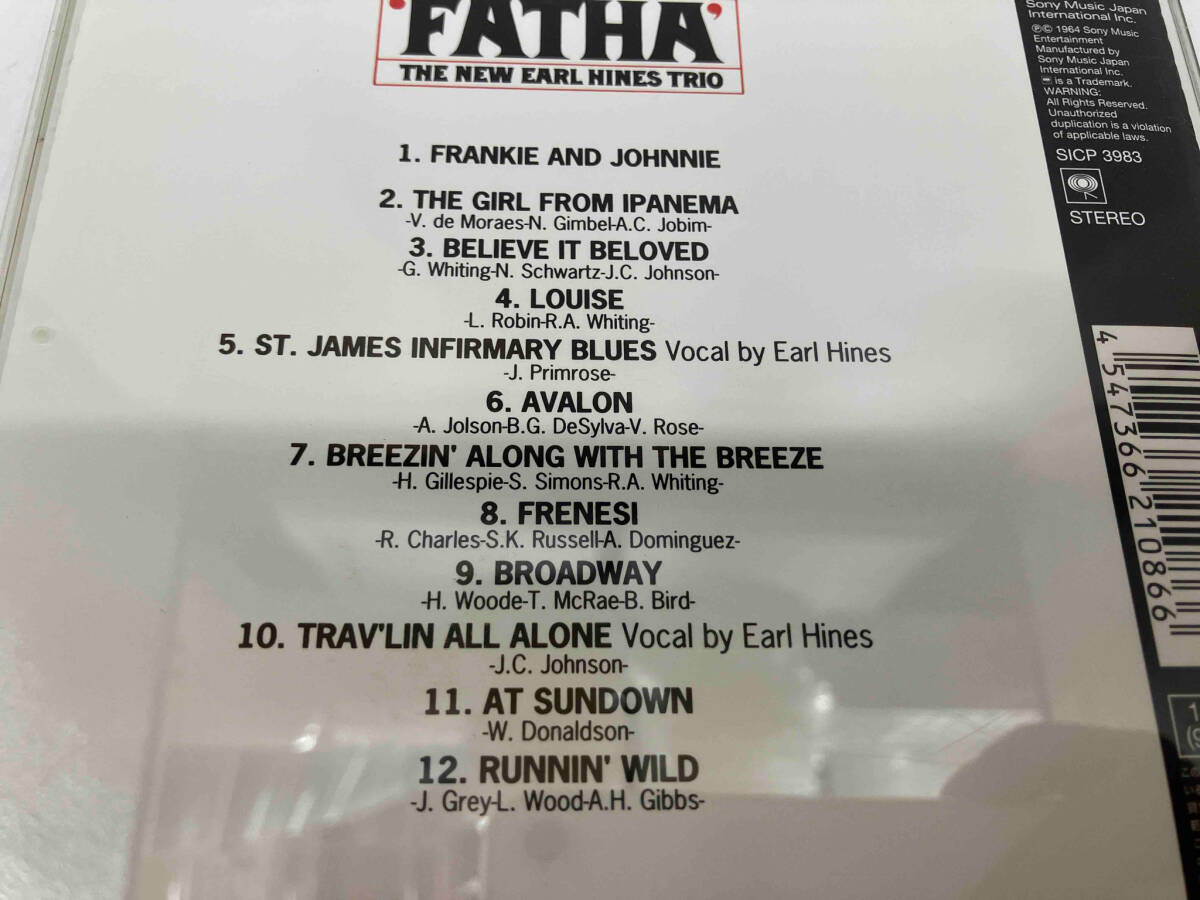 'FATHA'
THE NEW EARL HINES TRIO
1. FRANKIE AND JOHNNIE
2. THE GIRL FROM IPANEMA
-V. de Moraes-N. Gimbel-A.C. Jobim-
3. BELIEVE IT BELOVED
-G. Whiting-N. Schwartz-J.C. Johnson-
4. LOUISE
-L. Robin-R.A. Whiting-
5. ST. JAMES INFIRMARY BLUES Vocal by Earl Hines
-J. Primrose-
6. AVALON
-A. Jolson-B.G. DeSylva-V. Rose-
7. BREEZIN' ALONG WITH THE BREEZE
-H. Gillespie-S. Simons-R.A. Whiting-
8. FRENESI
-R. Charles-S.K. Russell-A. Dominguez-
9. BROADWAY
-H. Woode-T. McRae-B. Bird-
10. TRAV'LIN ALL ALONE Vocal by Earl Hines
-J.C. Johnson-
11. AT SUNDOWN
-W. Donaldson-
12. RUNNIN' WILD
-J. Grey-L. Wood-A.H. Gibbs-
Sony Music Japan
International Inc.
Ⓟ© 1964 Sony Music
Entertainment
Manufactured by
Sony Music Japan
International Inc.
is a Trademark.
WARNING:
All Rights Reserved.
Unauthorized
duplication is a violation
of applicable laws.
SICP 3983
STEREO
4 547366 210866